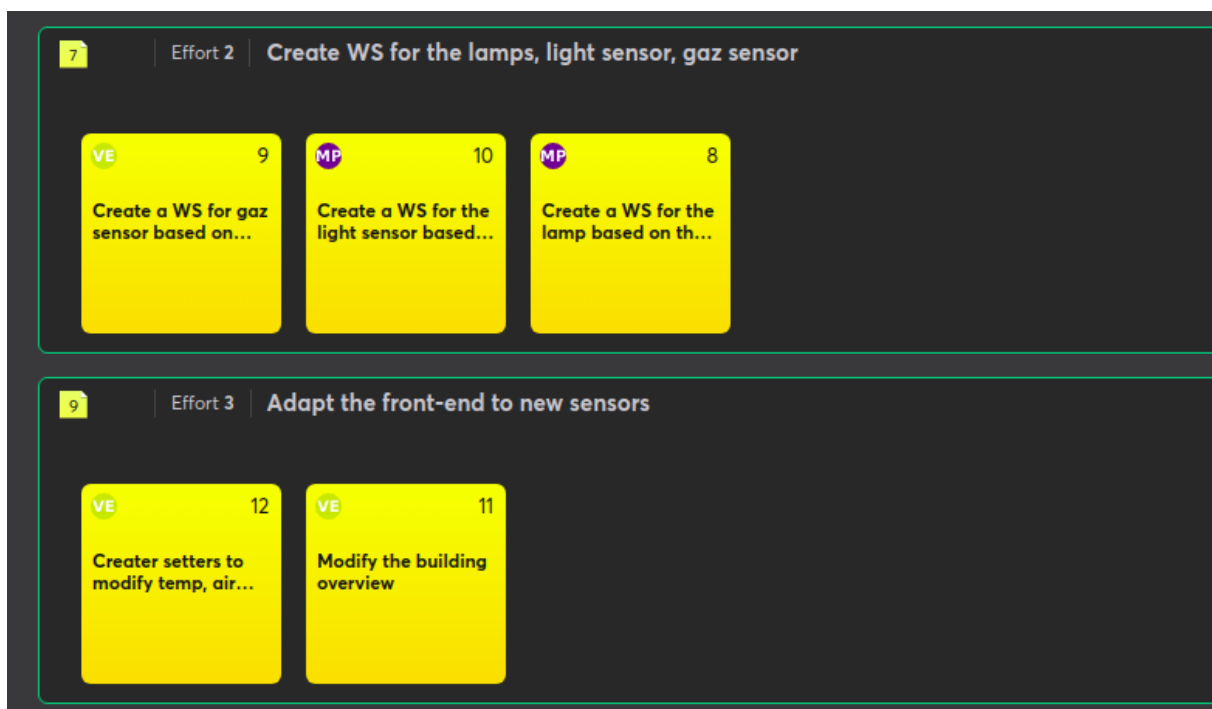 7 Effort 2 Create WS for the lamps, light sensor, gaz sensor
VE 9
Create a WS for gaz
sensor based on...
MP 10
Create a WS for the
light sensor based...
MP 8
Create a WS for the
lamp based on th...
9 Effort 3 Adapt the front-end to new sensors
VE 12
Creater setters to
modify temp, air...
VE 11
Modify the building
overview